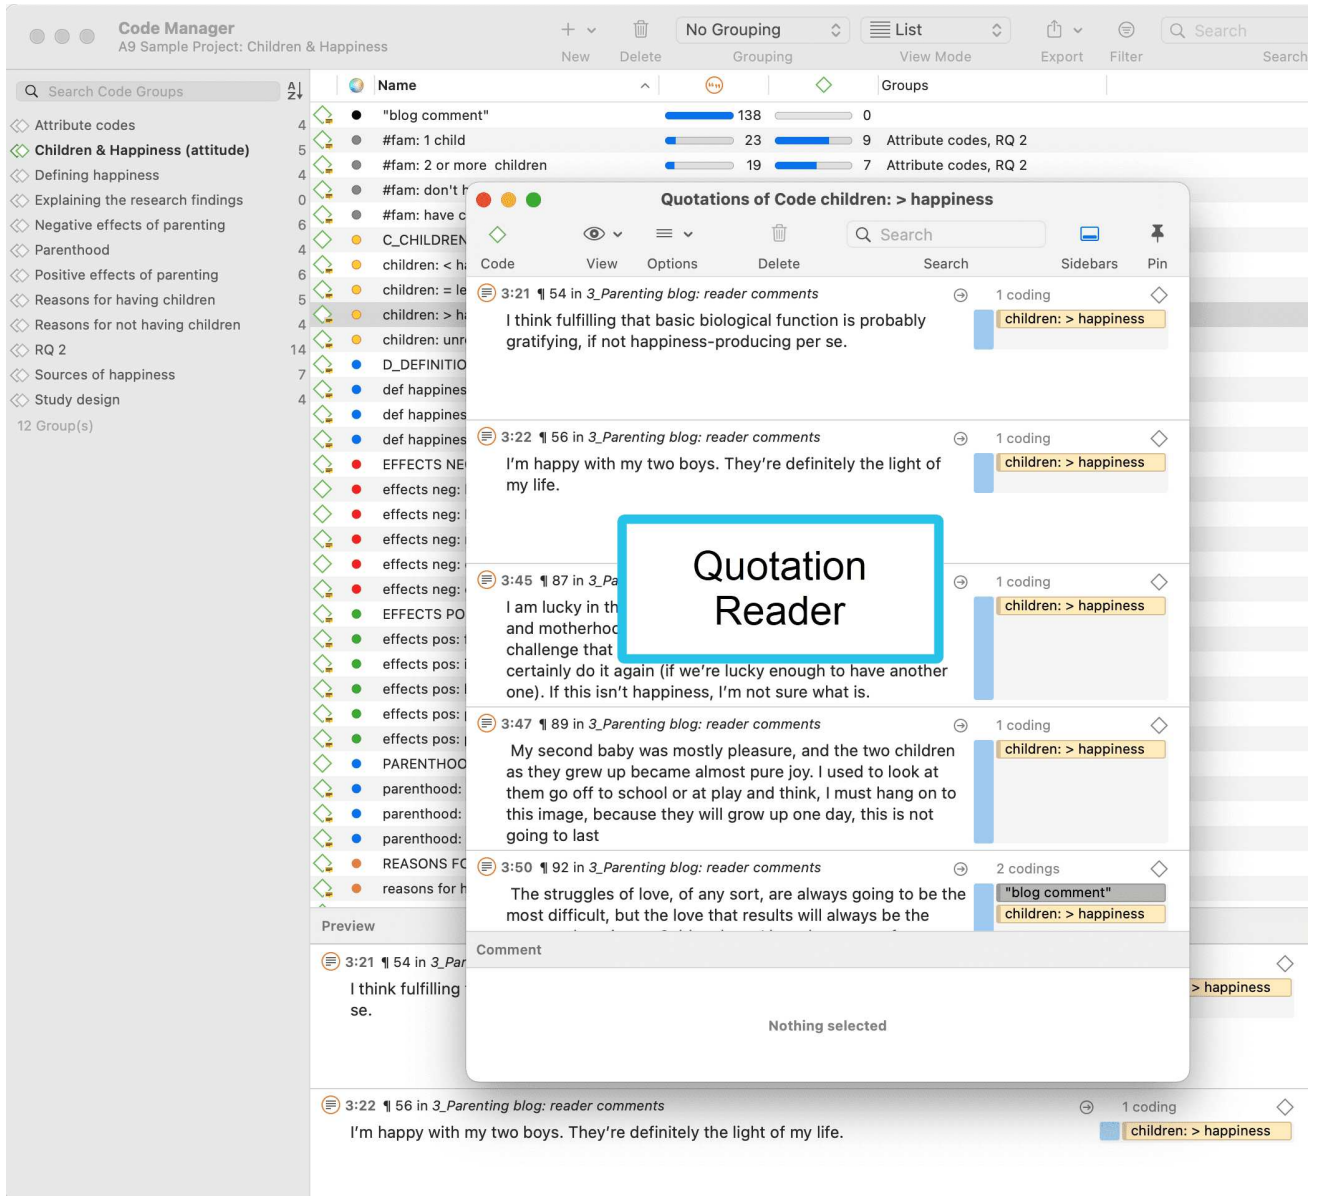 Code Manager
A9 Sample Project: Children & Happiness
New
Delete
No Grouping
Grouping
List
View Mode
Export
Filter
Search
Search
Search Code Groups
Attribute codes 4
Children & Happiness (attitude) 5
Defining happiness 4
Explaining the research findings 0
Negative effects of parenting 6
Parenthood 4
Positive effects of parenting 6
Reasons for having children 5
Reasons for not having children 4
RQ 2 14
Sources of happiness 7
Study design 4
12 Group(s)
Name Groups
"blog comment" 138 0
#fam: 1 child 23 9 Attribute codes, RQ 2
#fam: 2 or more children 19 7 Attribute codes, RQ 2
#fam: don't h
#fam: have c
C_CHILDREN
children: < ha
children: = le
children: > ha
children: unr
D_DEFINITIO
def happines
def happines
def happines
EFFECTS NE
effects neg:
effects neg:
effects neg:
effects neg:
effects neg:
EFFECTS PO
effects pos:
effects pos: i
effects pos:
effects pos:
effects pos:
PARENTHOO
parenthood:
parenthood:
parenthood:
REASONS FO
reasons for h
Quotations of Code children: > happiness
Code
View
Options
Delete
Search
Search
Sidebars
Pin
3:21 ¶ 54 in 3_Parenting blog: reader comments
1 coding
I think fulfilling that basic biological function is probably
gratifying, if not happiness-producing per se.
children: > happiness
3:22 ¶ 56 in 3_Parenting blog: reader comments
1 coding
I'm happy with my two boys. They're definitely the light of
my life.
children: > happiness
Quotation
Reader
3:45 ¶ 87 in 3_Pa
1 coding
I am lucky in th
and motherhoo
challenge that
certainly do it again (if we're lucky enough to have another
one). If this isn't happiness, I'm not sure what is.
children: > happiness
3:47 ¶ 89 in 3_Parenting blog: reader comments
1 coding
My second baby was mostly pleasure, and the two children
as they grew up became almost pure joy. I used to look at
them go off to school or at play and think, I must hang on to
this image, because they will grow up one day, this is not
going to last
children: > happiness
3:50 ¶ 92 in 3_Parenting blog: reader comments
2 codings
The struggles of love, of any sort, are always going to be the
most difficult, but the love that results will always be the
"blog comment"
children: > happiness
Comment
Nothing selected
Preview
3:21 ¶ 54 in 3_Par
I think fulfilling
se.
> happiness
3:22 ¶ 56 in 3_Parenting blog: reader comments
1 coding
I'm happy with my two boys. They're definitely the light of my life.
children: > happiness